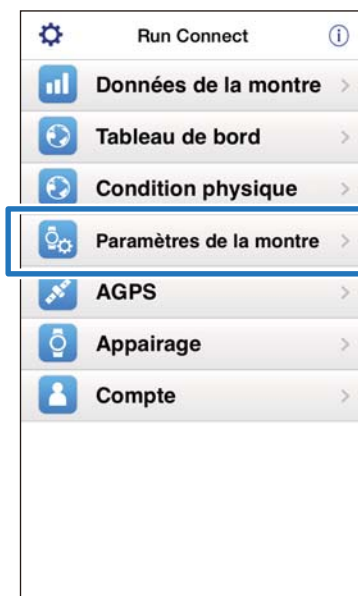 Run Connect
Données de la montre
Tableau de bord
Condition physique
Paramètres de la montre
AGPS
Appairage
Compte